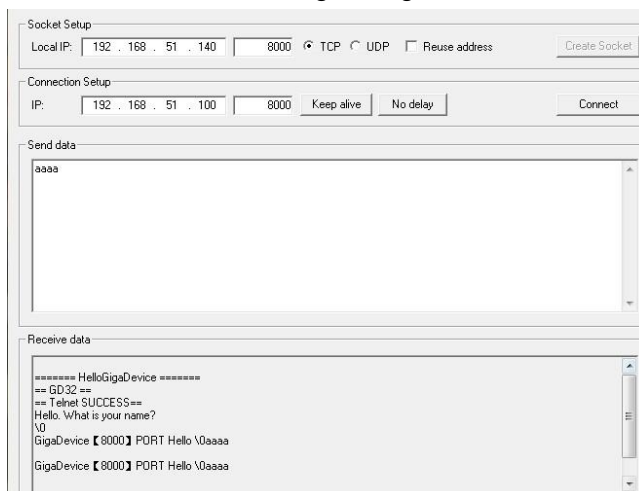 Socket Setup
Local IP: 192 . 168 . 51 . 140 8000 TCP UDP Reuse address Create Socket
Connection Setup
IP: 192 . 168 . 51 . 100 8000 Keep alive No delay Connect
Send data
aaaa
Receive data
======= HelloGigaDevice =======
== GD32 ==
== Telnet SUCCESS==
Hello. What is your name?
\0
GigaDevice【8000】PORT Hello \0aaaa
GigaDevice【8000】PORT Hello \0aaaa